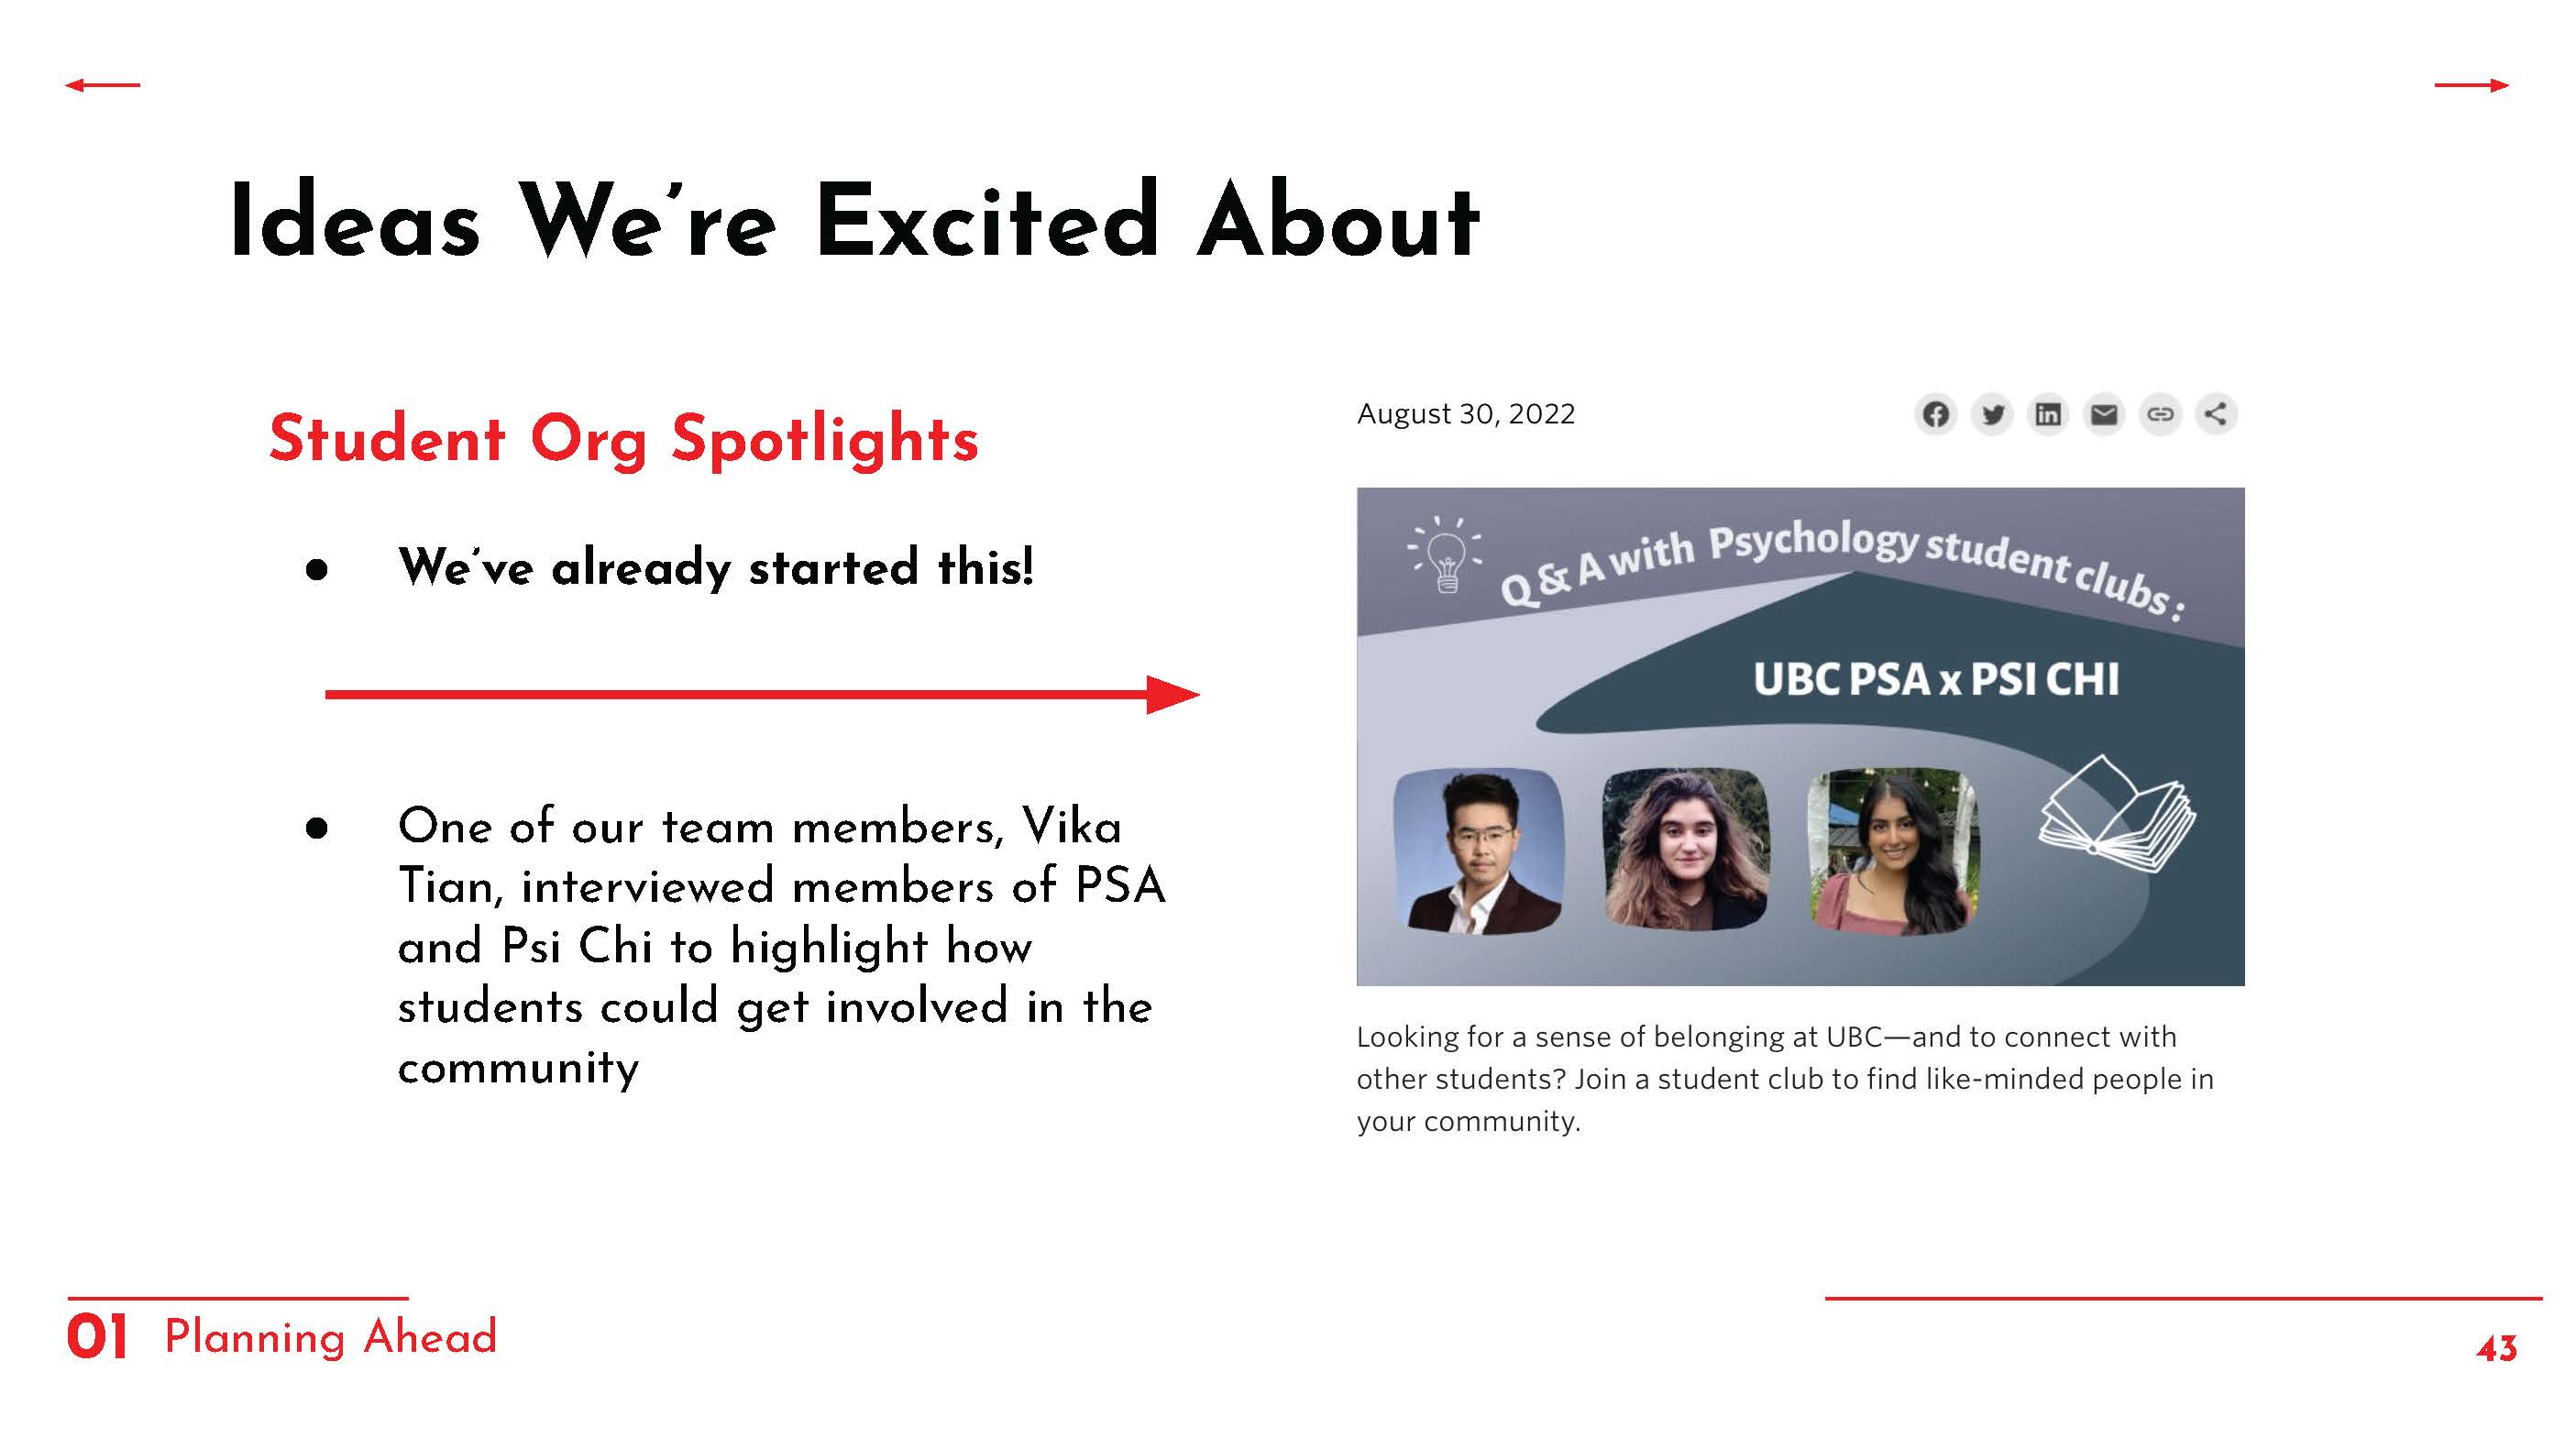 Ideas We’re Excited About
Student Org Spotlights
● We’ve already started this!
● One of our team members, Vika
Tian, interviewed members of PSA
and Psi Chi to highlight how
students could get involved in the
community
August 30, 2022
Q & A with Psychology student clubs :
UBC PSA x PSI CHI
Looking for a sense of belonging at UBC—and to connect with
other students? Join a student club to find like-minded people in
your community.
01 Planning Ahead
43